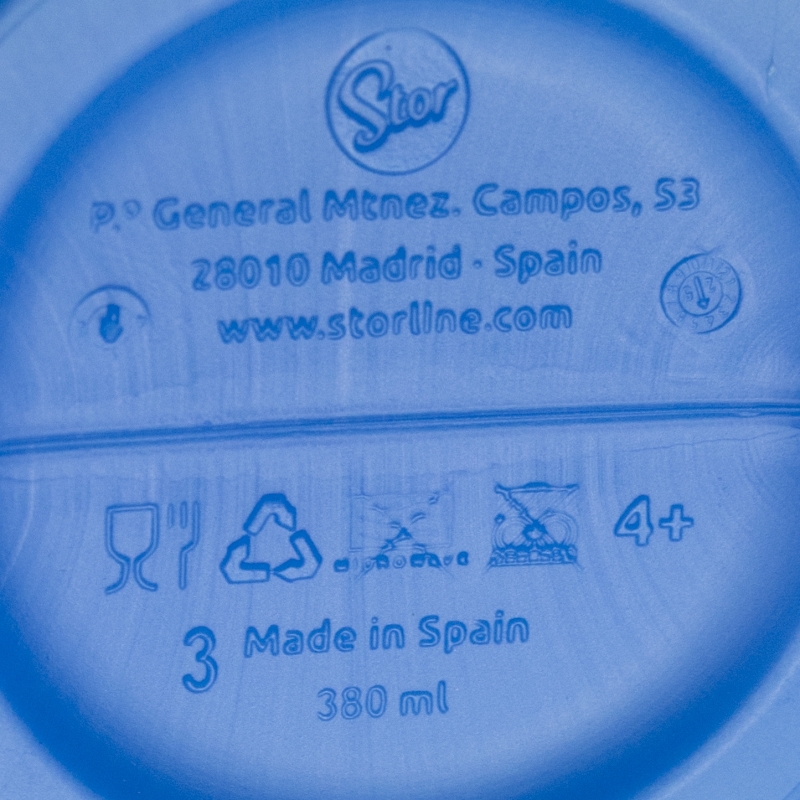 Stor
P.º General Mtnez. Campos, 53
28010 Madrid · Spain
www.storline.com
4+
3 Made in Spain
380 ml